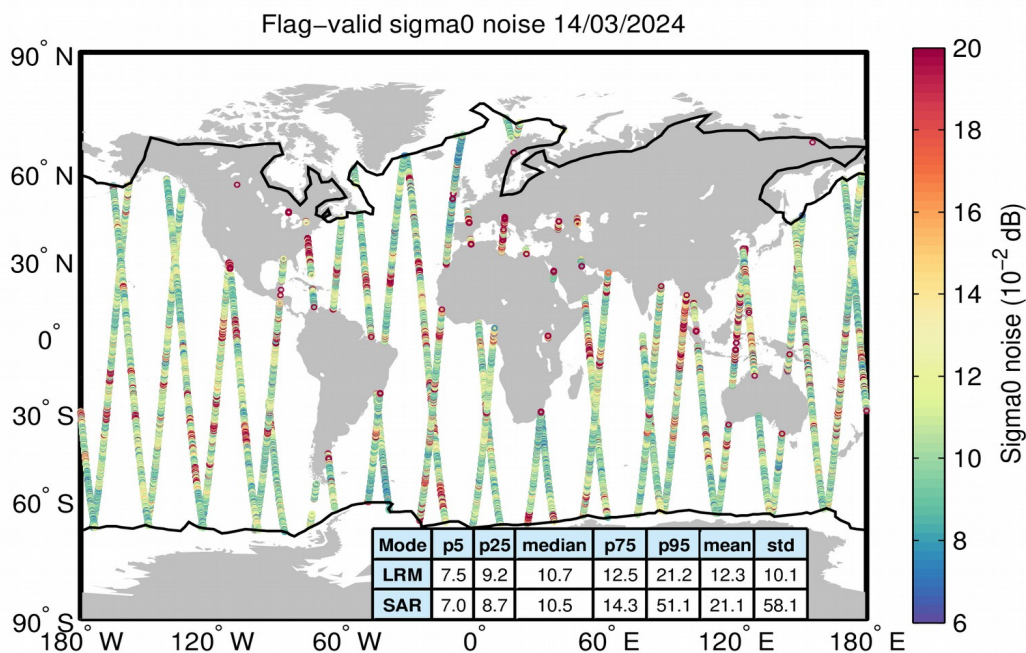 Flag−valid sigma0 noise 14/03/2024
90° N
60° N
30° N
0°
30° S
60° S
90° S
180° W
120° W
60° W
0°
60° E
120° E
180° E
Mode p5 p25 median p75 p95 mean std
LRM 7.5 9.2 10.7 12.5 21.2 12.3 10.1
SAR 7.0 8.7 10.5 14.3 51.1 21.1 58.1
20
18
16
14
12
10
8
6
Sigma0 noise (10⁻² dB)